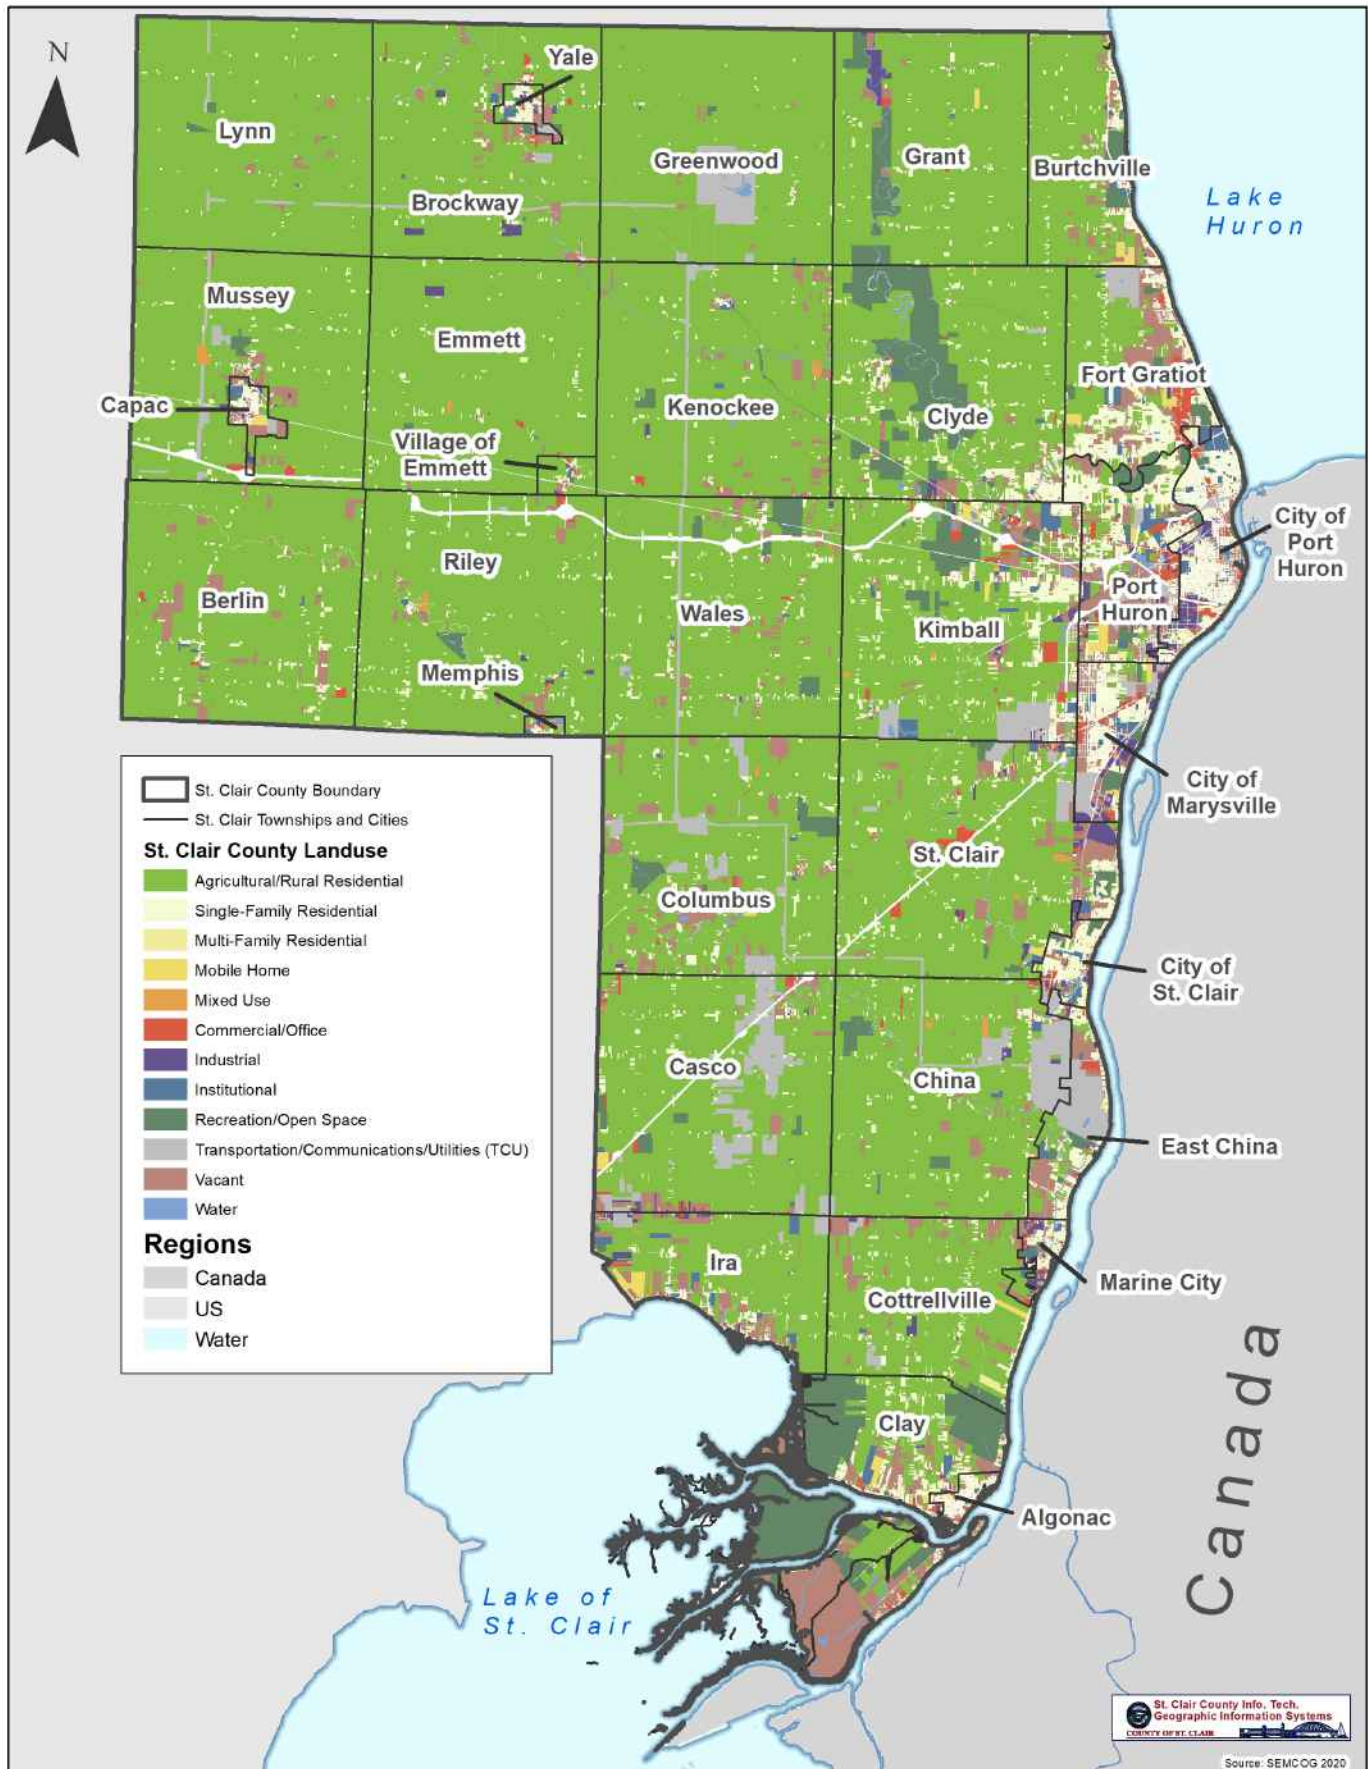 N
Yale
Lynn
Greenwood
Grant
Burtchville
Brockway
Lake
Huron
Mussey
Emmett
Capac
Kenockee
Clyde
Fort Gratiot
Village of
Emmett
City of
Port
Huron
Riley
Berlin
Wales
Kimball
Port
Huron
Memphis
City of
Marysville
St. Clair County Boundary
St. Clair Townships and Cities
St. Clair County Landuse
Agricultural/Rural Residential
Single-Family Residential
Multi-Family Residential
Mobile Home
Mixed Use
Commercial/Office
Industrial
Institutional
Recreation/Open Space
Transportation/Communications/Utilities (TCU)
Vacant
Water
Regions
Canada
US
Water
St. Clair
Columbus
City of
St. Clair
Casco
China
East China
Ira
Cottrellville
Marine City
Canada
Clay
Algonac
Lake of
St. Clair
St. Clair County Info. Tech.
Geographic Information Systems
COUNTY OF ST. CLAIR
Source: SEMCOG 2020